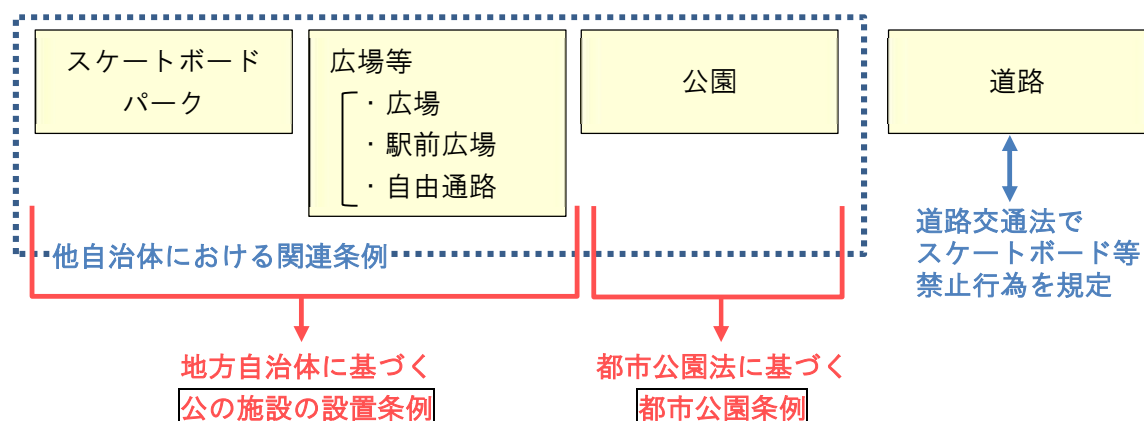 スケートボード
パーク
広場等
・広場
・駅前広場
・自由通路
公園
道路
他自治体における関連条例
道路交通法で
スケートボード等
禁止行為を規定
地方自治体に基づく
公の施設の設置条例
都市公園法に基づく
都市公園条例